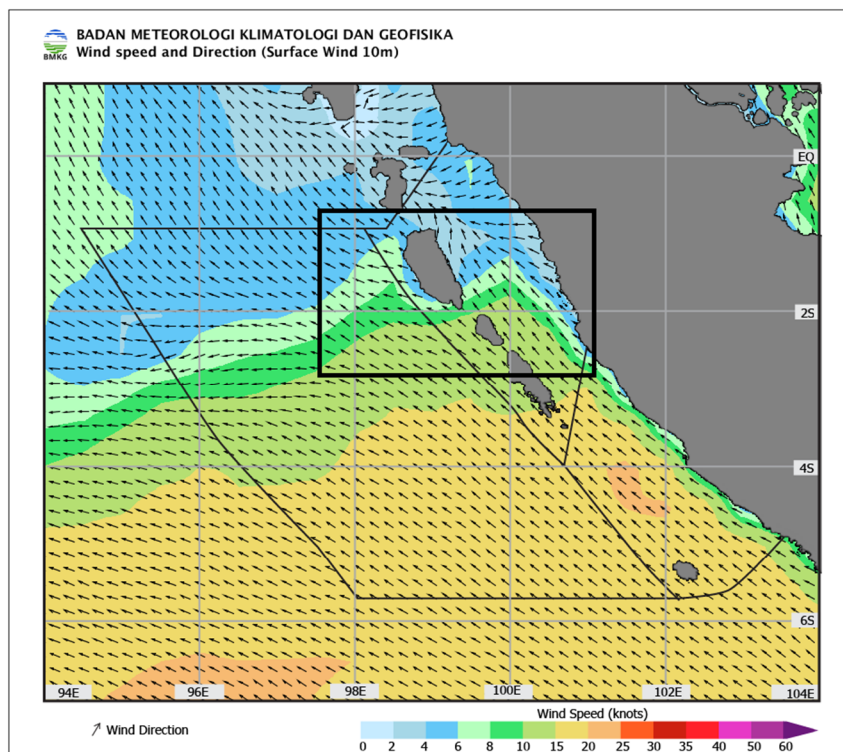 BADAN METEOROLOGI KLIMATOLOGI DAN GEOFISIKA
Wind speed and Direction (Surface Wind 10m)
BMKG
EQ
2S
4S
6S
94E 96E 98E 100E 102E 104E
Wind Direction
Wind Speed (knots)
0 2 4 6 8 10 15 20 25 30 35 40 50 60